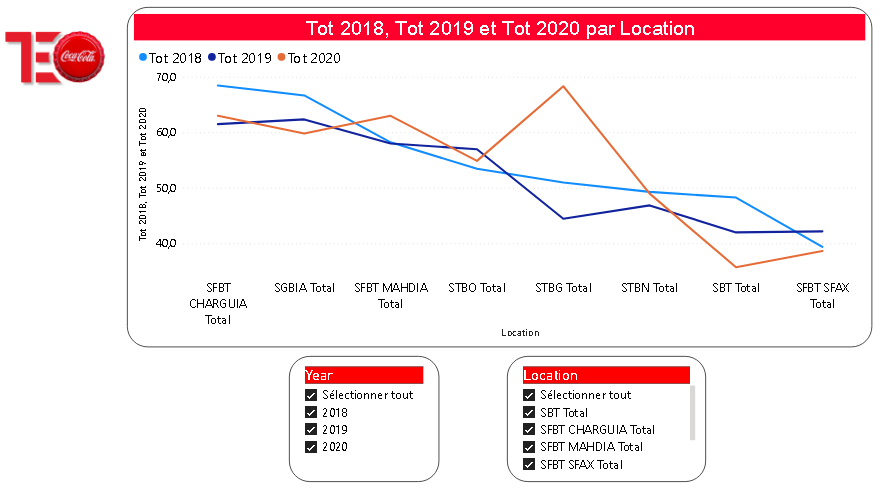 Tot 2018, Tot 2019 et Tot 2020 par Location
TEO
Coca-Cola
Tot 2018 Tot 2019 Tot 2020
Tot 2018, Tot 2019 et Tot 2020
70,0
60,0
50,0
40,0
SFBT CHARGUIA Total
SGBIA Total
SFBT MAHDIA Total
STBO Total
STBG Total
STBN Total
SBT Total
SFBT SFAX Total
Location
Year
Sélectionner tout
2018
2019
2020
Location
Sélectionner tout
SBT Total
SFBT CHARGUIA Total
SFBT MAHDIA Total
SFBT SFAX Total